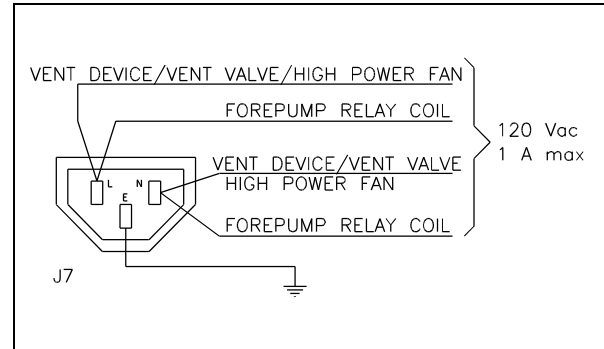 VENT DEVICE/VENT VALVE/HIGH POWER FAN
FOREPUMP RELAY COIL
120 Vac
1 A max
L
N
E
VENT DEVICE/VENT VALVE
HIGH POWER FAN
FOREPUMP RELAY COIL
J7